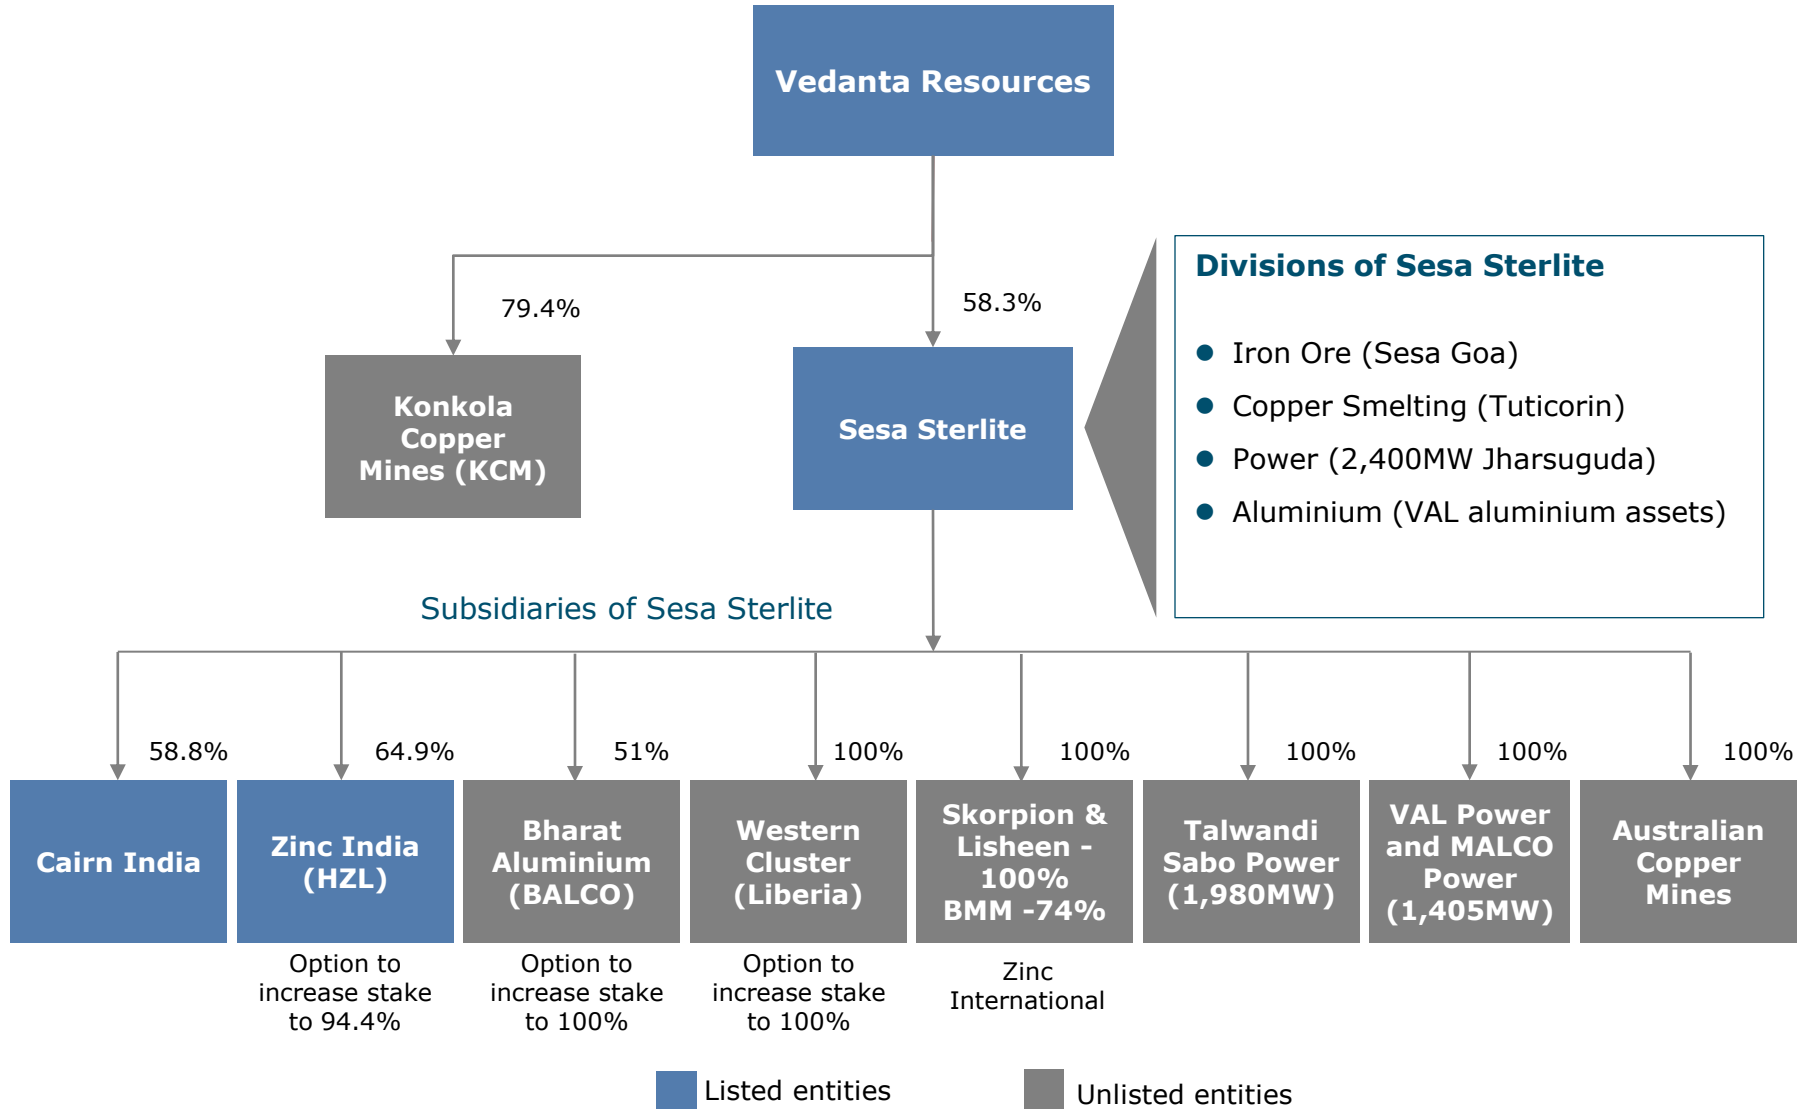 Vedanta Resources
79.4%
58.3%
Konkola
Copper
Mines (KCM)
Sesa Sterlite
Divisions of Sesa Sterlite
Iron Ore (Sesa Goa)
Copper Smelting (Tuticorin)
Power (2,400MW Jharsuguda)
Aluminium (VAL aluminium assets)
Subsidiaries of Sesa Sterlite
58.8%
64.9%
51%
100%
100%
100%
100%
100%
Cairn India
Zinc India
(HZL)
Bharat
Aluminium
(BALCO)
Western
Cluster
(Liberia)
Skorpion &
Lisheen -
100%
BMM -74%
Talwandi
Sabo Power
(1,980MW)
VAL Power
and MALCO
Power
(1,405MW)
Australian
Copper
Mines
Option to
increase stake
to 94.4%
Option to
increase stake
to 100%
Option to
increase stake
to 100%
Zinc
International
Listed entities
Unlisted entities